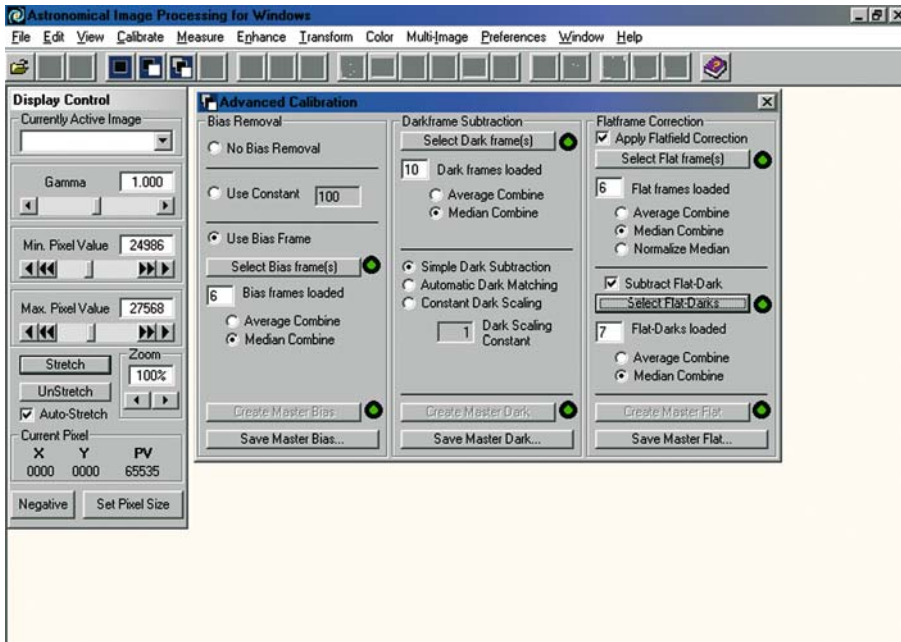 Astronomical Image Processing for Windows
File Edit View Calibrate Measure Enhance Transform Color Multi-Image Preferences Window Help
Display Control
Currently Active Image
Gamma 1.000
Min. Pixel Value 24986
Max. Pixel Value 27568
Stretch
Zoom
100%
UnStretch
Auto-Stretch
Current Pixel
X Y PV
0000 0000 65535
Negative Set Pixel Size
Advanced Calibration
Bias Removal
No Bias Removal
Use Constant 100
Use Bias Frame
Select Bias frame(s)
6 Bias frames loaded
Average Combine
Median Combine
Create Master Bias
Save Master Bias...
Darkframe Subtraction
Select Dark frame(s)
10 Dark frames loaded
Average Combine
Median Combine
Simple Dark Subtraction
Automatic Dark Matching
Constant Dark Scaling
1 Dark Scaling
Constant
Create Master Dark
Save Master Dark...
Flatframe Correction
Apply Flatfield Correction
Select Flat frame(s)
6 Flat frames loaded
Average Combine
Median Combine
Normalize Median
Subtract Flat-Dark
Select Flat-Darks
7 Flat-Darks loaded
Average Combine
Median Combine
Create Master Flat
Save Master Flat...